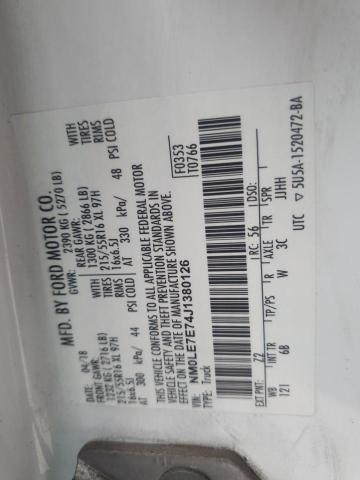 MFD. BY FORD MOTOR CO.
GVWR: 2390 KG ( 5270 LB)
04/18
FRONT GAWR: REAR GAWR:
1232 KG ( 2716 LB) WITH 1300 KG ( 2866 LB) WITH
215/55R16 XL 97H TIRES 215/55R16 XL 97H TIRES
16x6.5J RIMS 16x6.5J RIMS
AT 300 kPa/ 44 PSI COLD AT 330 kPa/ 48 PSI COLD
THIS VEHICLE CONFORMS TO ALL APPLICABLE FEDERAL MOTOR
VEHICLE SAFETY AND THEFT PREVENTION STANDARDS IN
EFFECT ON THE DATE OF MANUFACTURE SHOWN ABOVE.
VIN: NM0LE7E74J1380126
TYPE: Truck
F0353
T0766
EXT PNT: Z2 RC: 56 DSO:
WB INT TR TP/PS R AXLE TR SPR
121 6B W 3C JJHH
UTC 5U5A-1520472-BA